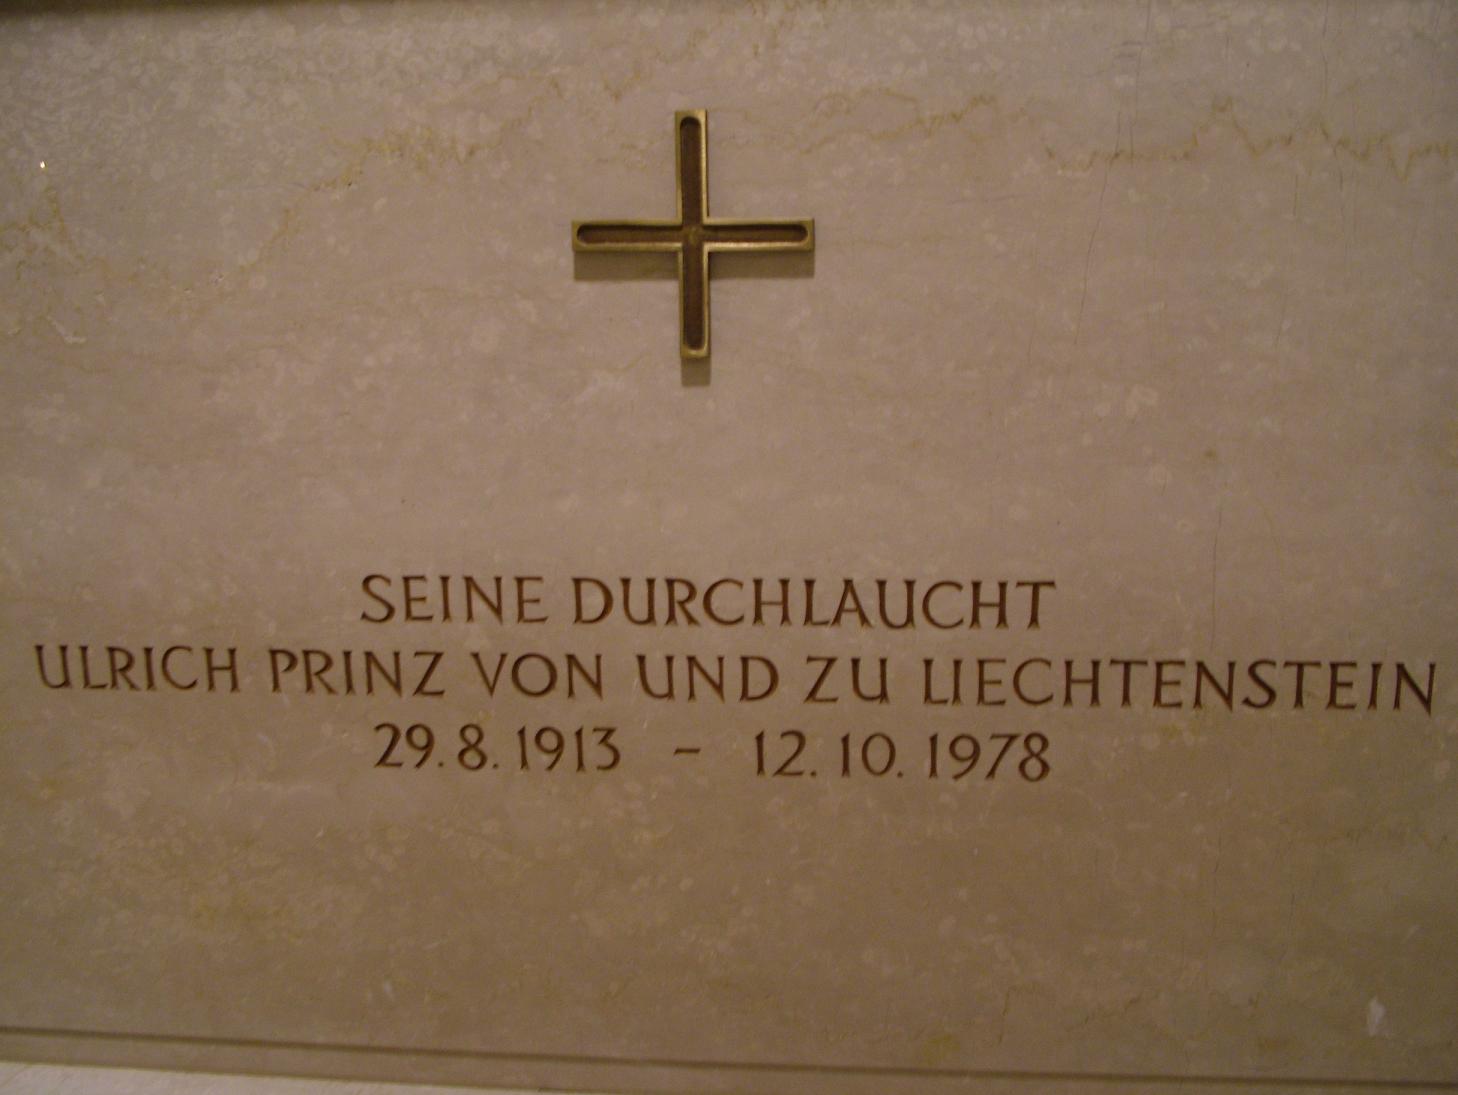 SEINE DURCHLAUCHT
ULRICH PRINZ VON UND ZU LIECHTENSTEIN
29.8.1913 – 12.10.1978